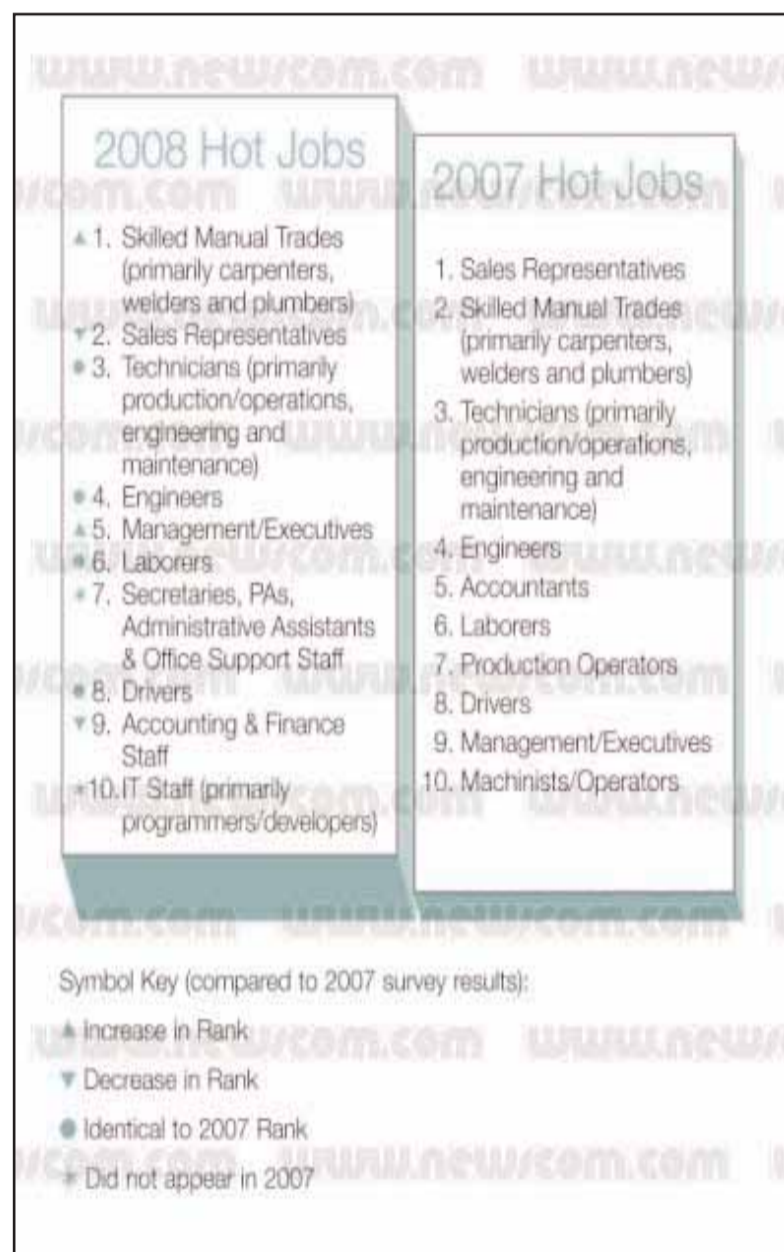 www.newscom.com www.news
2008 Hot Jobs
▲ 1. Skilled Manual Trades
(primarily carpenters,
welders and plumbers)
▼ 2. Sales Representatives
● 3. Technicians (primarily
production/operations,
engineering and
maintenance)
● 4. Engineers
▲ 5. Management/Executives
● 6. Laborers
* 7. Secretaries, PAs,
Administrative Assistants
& Office Support Staff
● 8. Drivers
▼ 9. Accounting & Finance
Staff
*10. IT Staff (primarily
programmers/developers)
2007 Hot Jobs
1. Sales Representatives
2. Skilled Manual Trades
(primarily carpenters,
welders and plumbers)
3. Technicians (primarily
production/operations,
engineering and
maintenance)
4. Engineers
5. Accountants
6. Laborers
7. Production Operators
8. Drivers
9. Management/Executives
10. Machinists/Operators
Symbol Key (compared to 2007 survey results):
▲ Increase in Rank
▼ Decrease in Rank
● Identical to 2007 Rank
* Did not appear in 2007